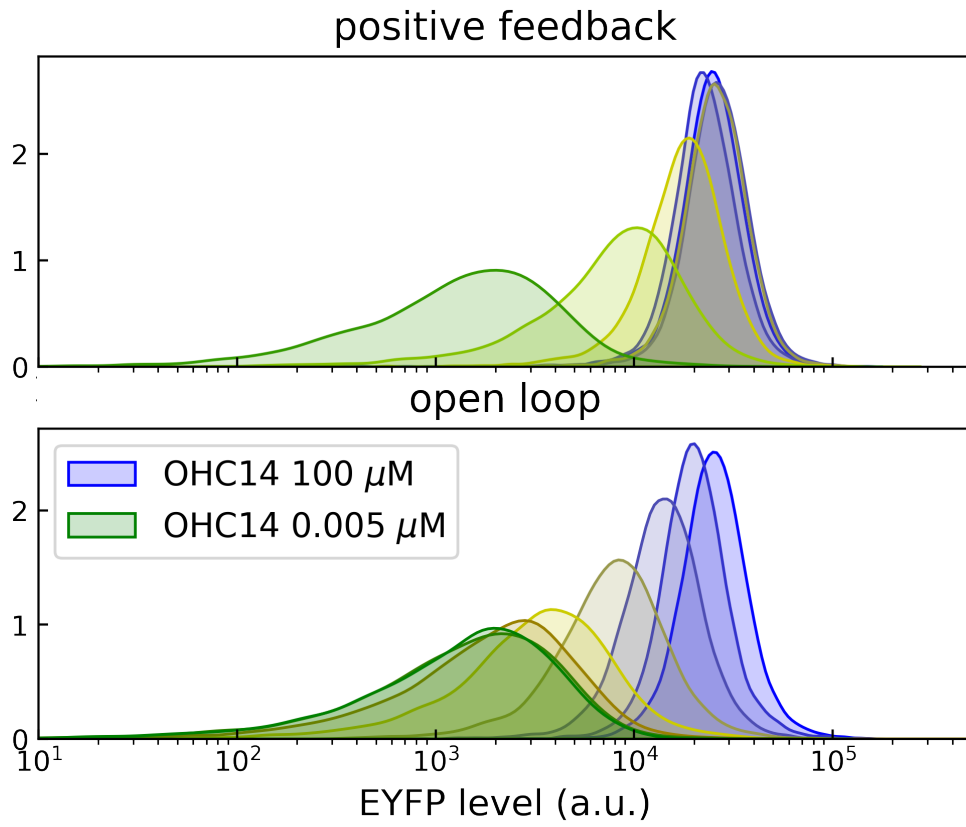 positive feedback
2
1
0
open loop
OHC14 100 μM
OHC14 0.005 μM
2
1
0
10¹ 10² 10³ 10⁴ 10⁵
EYFP level (a.u.)